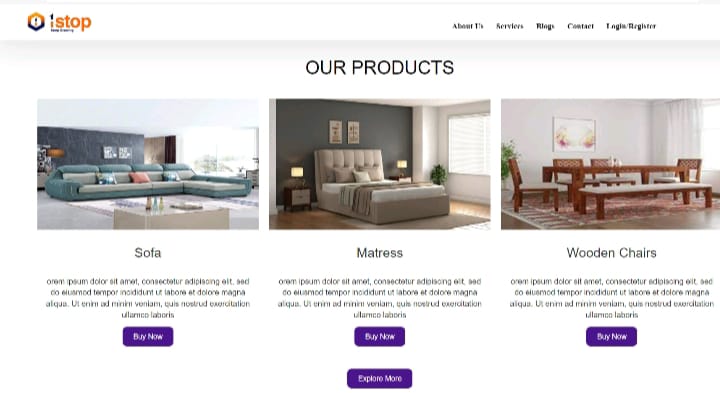 1stop
About Us Services Blogs Contact Login/Register
OUR PRODUCTS
Sofa
Matress
Wooden Chairs
orem ipsum dolor sit amet, consectetur adipiscing elit, sed
do eiusmod tempor incididunt ut labore et dolore magna
aliqua. Ut enim ad minim veniam, quis nostrud exercitation
ullamco laboris
orem ipsum dolor sit amet, consectetur adipiscing elit, sed
do eiusmod tempor incididunt ut labore et dolore magna
aliqua. Ut enim ad minim veniam, quis nostrud exercitation
ullamco laboris
orem ipsum dolor sit amet, consectetur adipiscing elit, sed
do eiusmod tempor incididunt ut labore et dolore magna
aliqua. Ut enim ad minim veniam, quis nostrud exercitation
ullamco laboris
Buy Now
Buy Now
Buy Now
Explore More